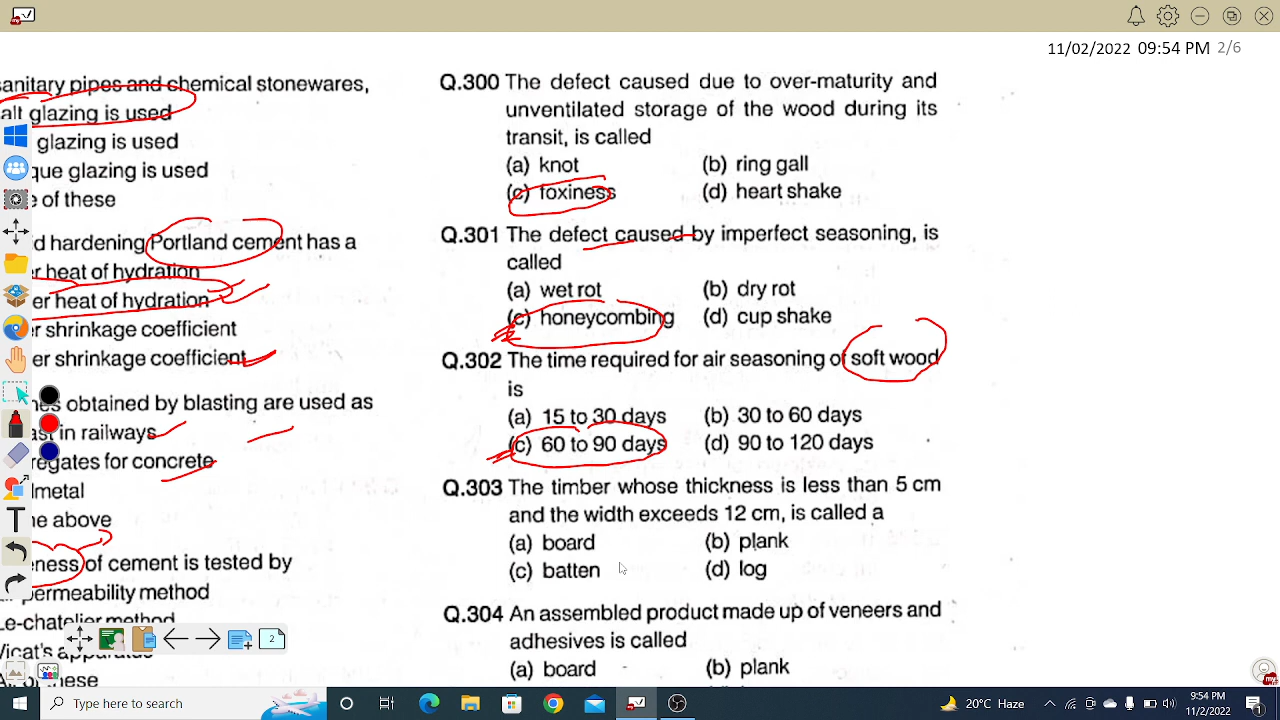 11/02/2022 09:54 PM 2/6
sanitary pipes and chemical stonewares,
alt glazing is used
glazing is used
que glazing is used
e of these
d hardening Portland cement has a
er heat of hydration
er heat of hydration
r shrinkage coefficient
er shrinkage coefficient
nes obtained by blasting are used as
ast in railways
regates for concrete
dmetal
ne above
eness of cement is tested by
permeability method
Le-chatelier method
Vicat's apparatus
these
Q.300 The defect caused due to over-maturity and
unventilated storage of the wood during its
transit, is called
(a) knot (b) ring gall
(c) foxiness (d) heart shake
Q.301 The defect caused by imperfect seasoning, is
called
(a) wet rot (b) dry rot
(c) honeycombing (d) cup shake
Q.302 The time required for air seasoning of soft wood
is
(a) 15 to 30 days (b) 30 to 60 days
(c) 60 to 90 days (d) 90 to 120 days
Q.303 The timber whose thickness is less than 5 cm
and the width exceeds 12 cm, is called a
(a) board (b) plank
(c) batten (d) log
Q.304 An assembled product made up of veneers and
adhesives is called
(a) board (b) plank
2
Type here to search
20°C Haze
9:54 PM
11/2/2022